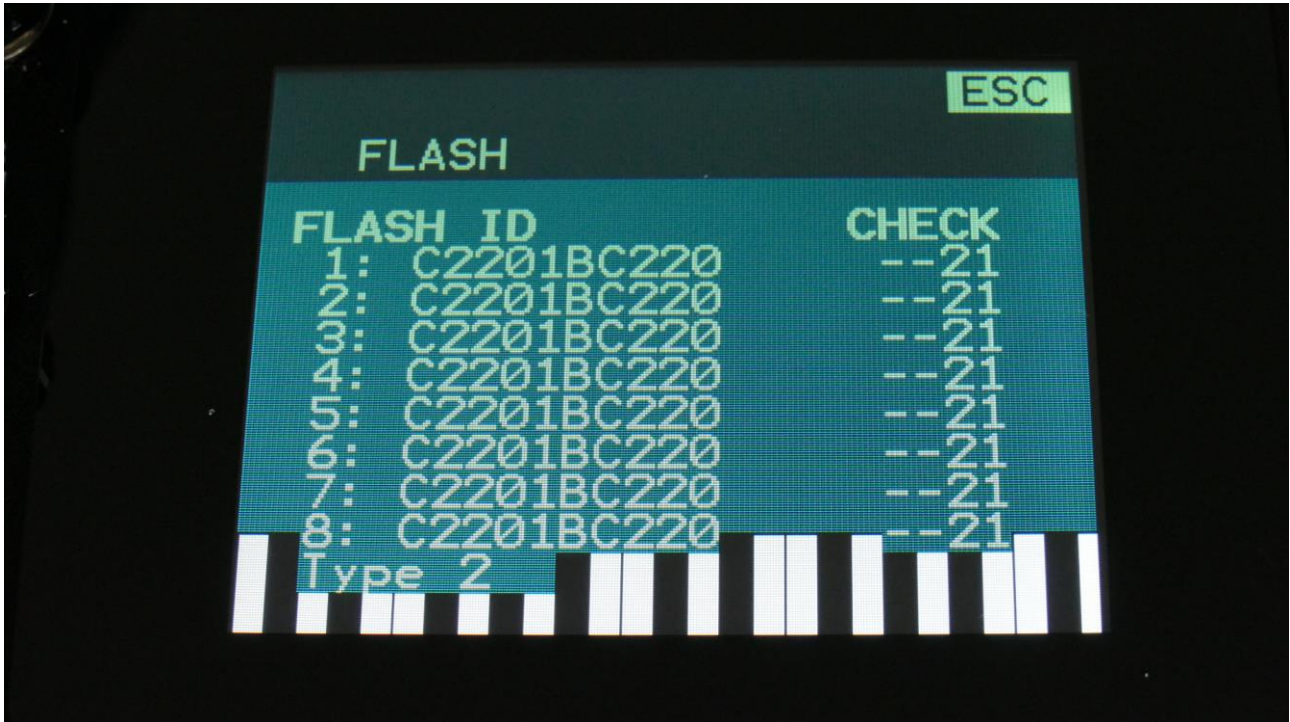 ESC
FLASH
FLASH ID CHECK
1: C2201BC220 --21
2: C2201BC220 --21
3: C2201BC220 --21
4: C2201BC220 --21
5: C2201BC220 --21
6: C2201BC220 --21
7: C2201BC220 --21
8: C2201BC220 --21
Type 2